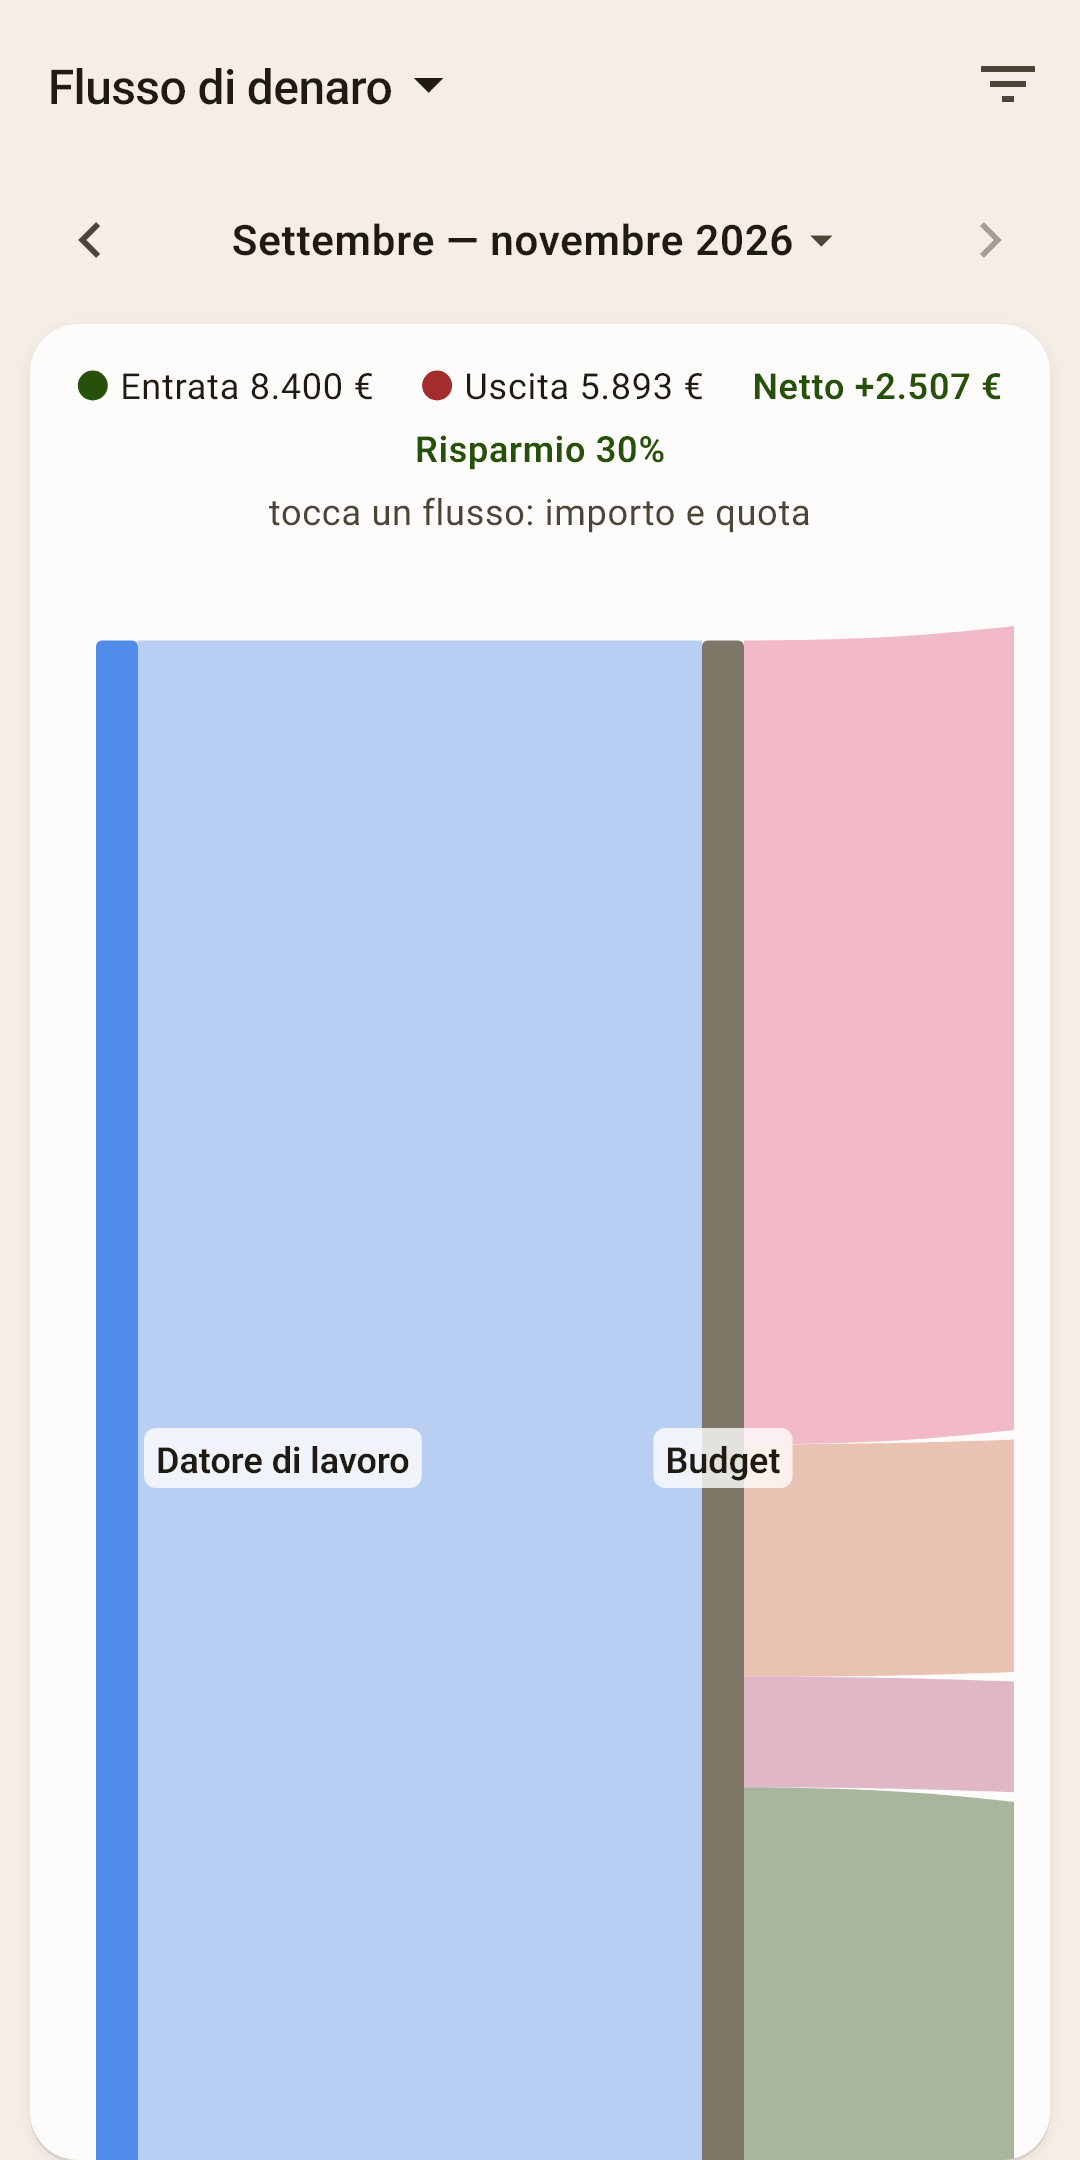 Flusso di denaro
Settembre — novembre 2026
Entrata 8.400 € Uscita 5.893 € Netto +2.507 €
Risparmio 30%
tocca un flusso: importo e quota
Datore di lavoro
Budget